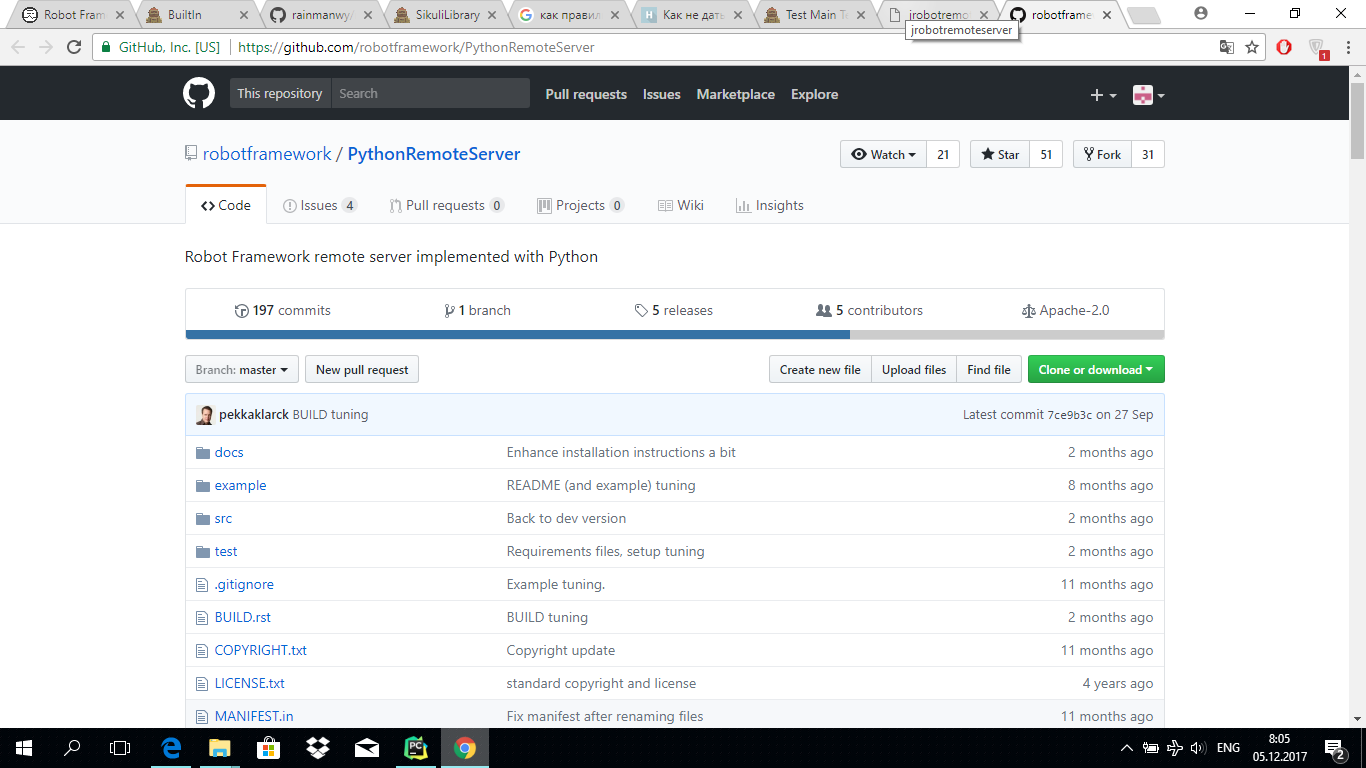 Robot Fram
BuiltIn
rainmanwy/
SikuliLibrary
как правил
Как не дать
Test Main Te
jrobotremot
robotframe
jrobotremoteserver
GitHub, Inc. [US] https://github.com/robotframework/PythonRemoteServer
1
This repository Search Pull requests Issues Marketplace Explore
robotframework / PythonRemoteServer
Watch 21 Star 51 Fork 31
Code Issues 4 Pull requests 0 Projects 0 Wiki Insights
Robot Framework remote server implemented with Python
197 commits 1 branch 5 releases 5 contributors Apache-2.0
Branch: master New pull request Create new file Upload files Find file Clone or download
pekkaklarck BUILD tuning Latest commit 7ce9b3c on 27 Sep
docs Enhance installation instructions a bit 2 months ago
example README (and example) tuning 8 months ago
src Back to dev version 2 months ago
test Requirements files, setup tuning 2 months ago
.gitignore Example tuning. 11 months ago
BUILD.rst BUILD tuning 2 months ago
COPYRIGHT.txt Copyright update 11 months ago
LICENSE.txt standard copyright and license 4 years ago
MANIFEST.in Fix manifest after renaming files 11 months ago
PC
ENG
8:05
05.12.2017
2